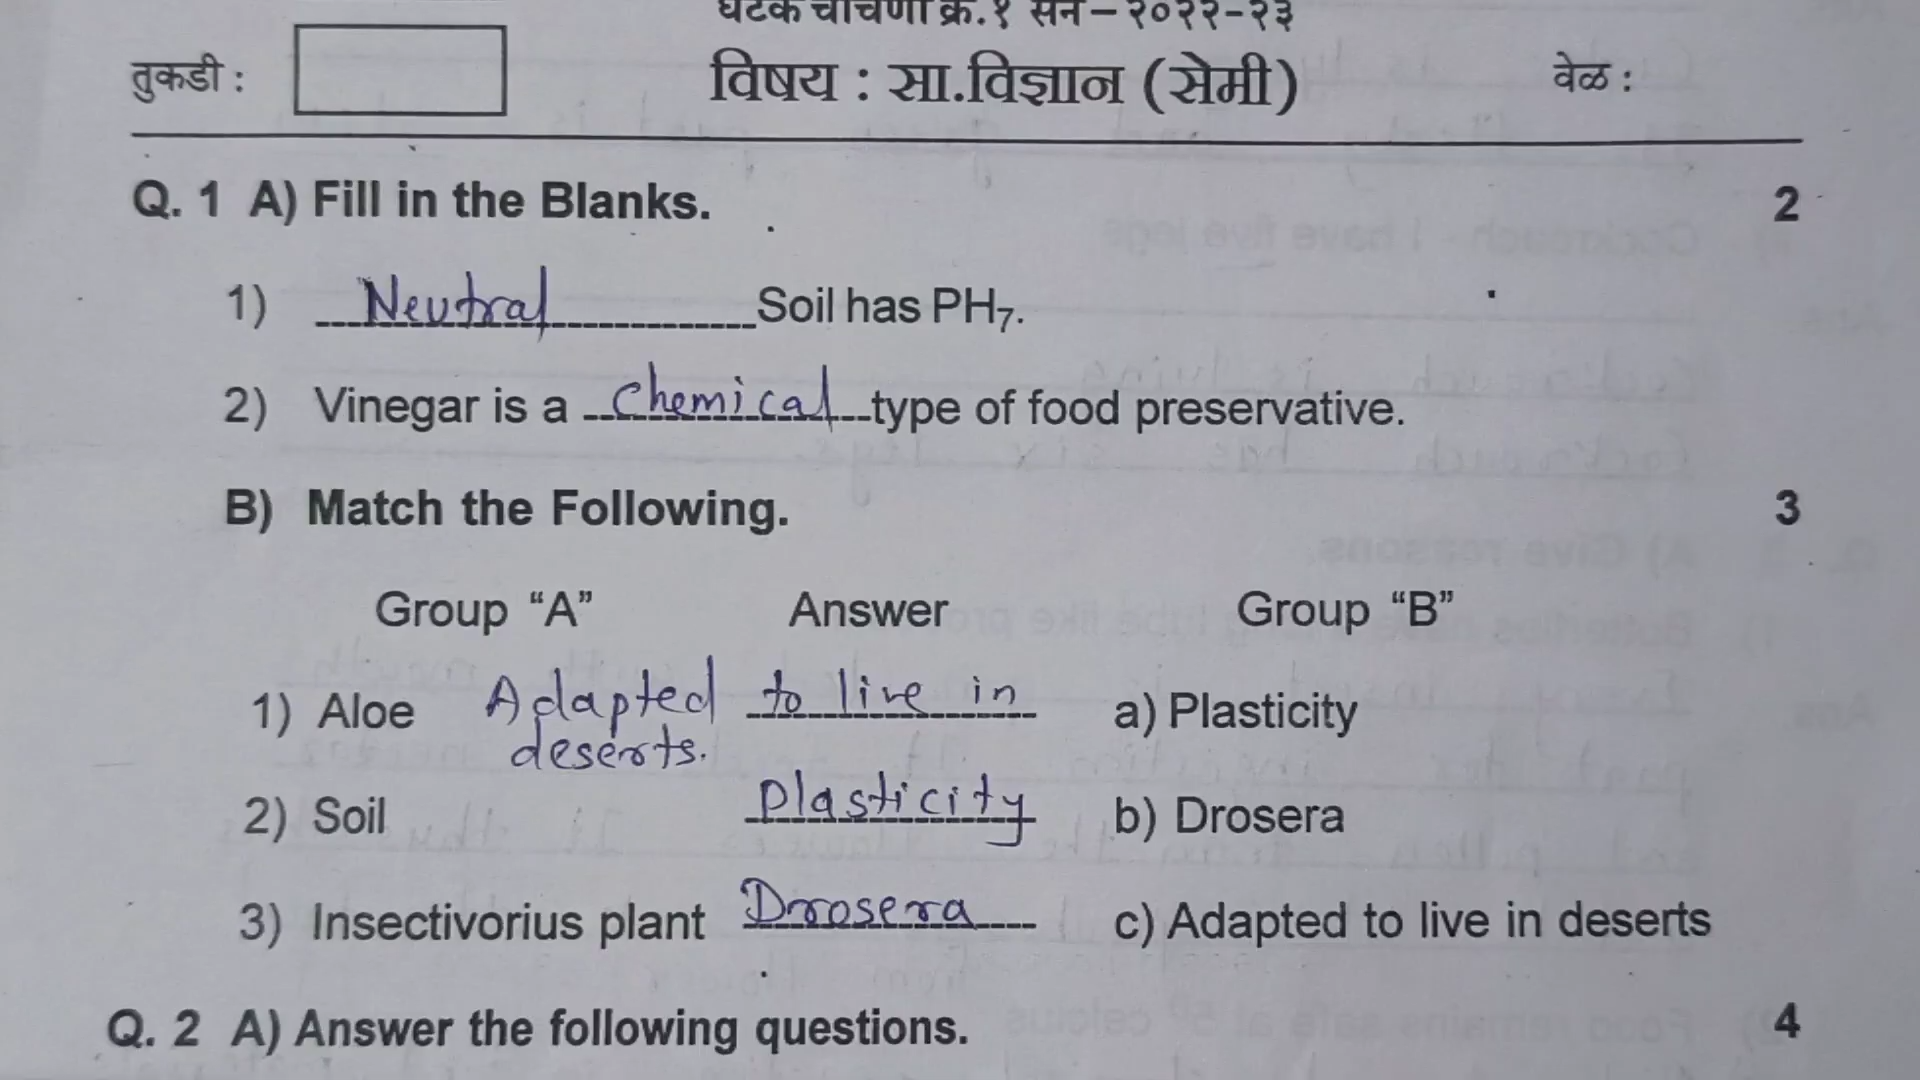 घटक चाचणी क्र.१ सन – २०२२-२३
तुकडी : विषय : सा.विज्ञान (सेमी) वेळ :
Q. 1 A) Fill in the Blanks. 2
1) Neutral Soil has PH7.
2) Vinegar is a chemical type of food preservative.
B) Match the Following. 3
Group “A” Answer Group “B”
1) Aloe Adapted to live in deserts. a) Plasticity
2) Soil Plasticity b) Drosera
3) Insectivorius plant Drosera c) Adapted to live in deserts
Q. 2 A) Answer the following questions. 4